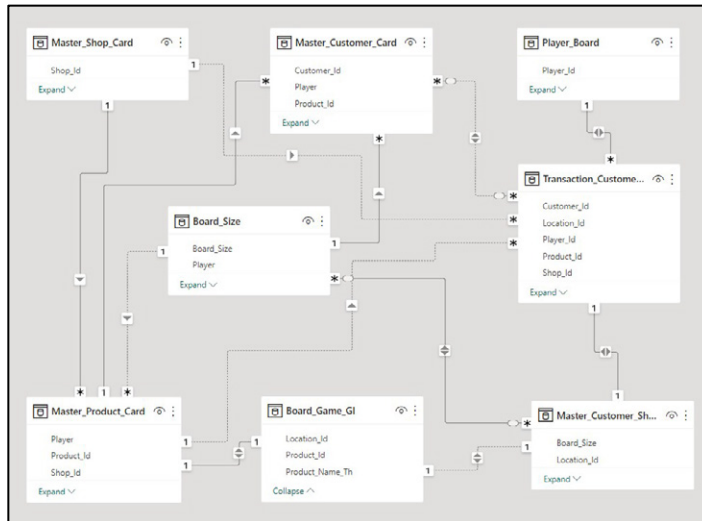 Master_Shop_Card
Shop_Id
Expand
Master_Customer_Card
Customer_Id
Player
Product_Id
Expand
Player_Board
Player_Id
Expand
Transaction_Custome...
Customer_Id
Location_Id
Player_Id
Product_Id
Shop_Id
Expand
Board_Size
Board_Size
Player
Expand
Master_Product_Card
Player
Product_Id
Shop_Id
Expand
Board_Game_GI
Location_Id
Product_Id
Product_Name_Th
Collapse
Master_Customer_Sh...
Board_Size
Location_Id
Expand
1
1
*
*
1
*
*
*
*
*
1
1
*
1
*
*
1
*
1
1
1
1
*
1
1